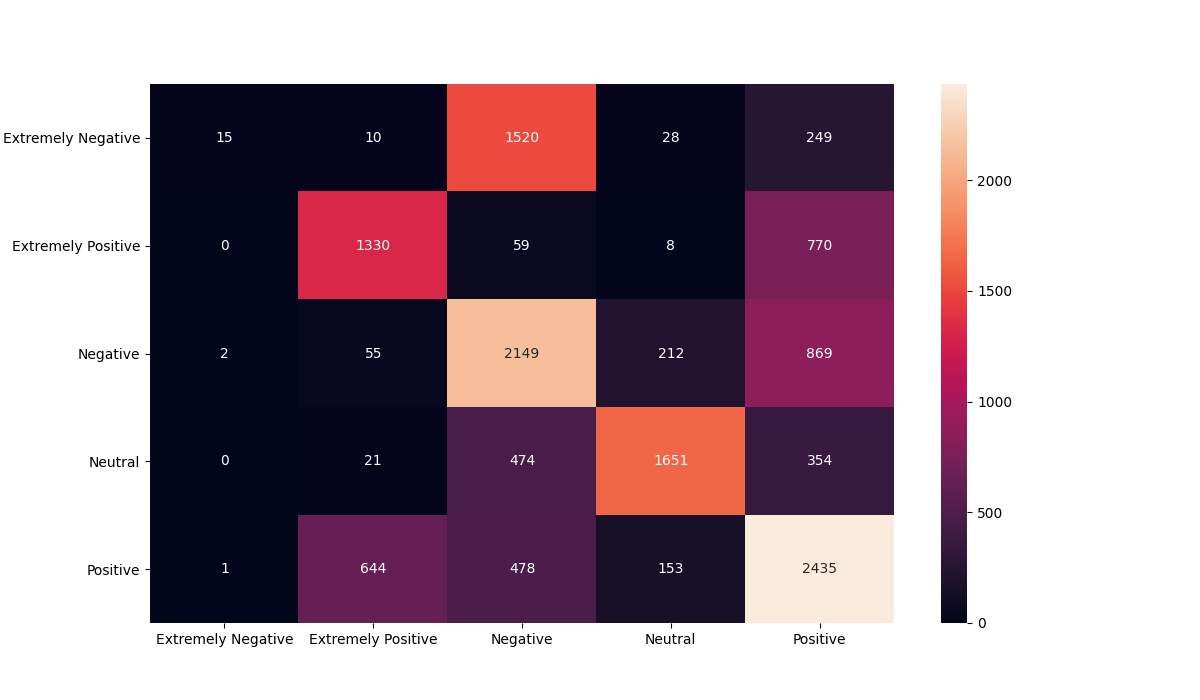 Extremely Negative 15 10 1520 28 249
Extremely Positive 0 1330 59 8 770
Negative 2 55 2149 212 869
Neutral 0 21 474 1651 354
Positive 1 644 478 153 2435
Extremely Negative Extremely Positive Negative Neutral Positive
2000
1500
1000
500
0